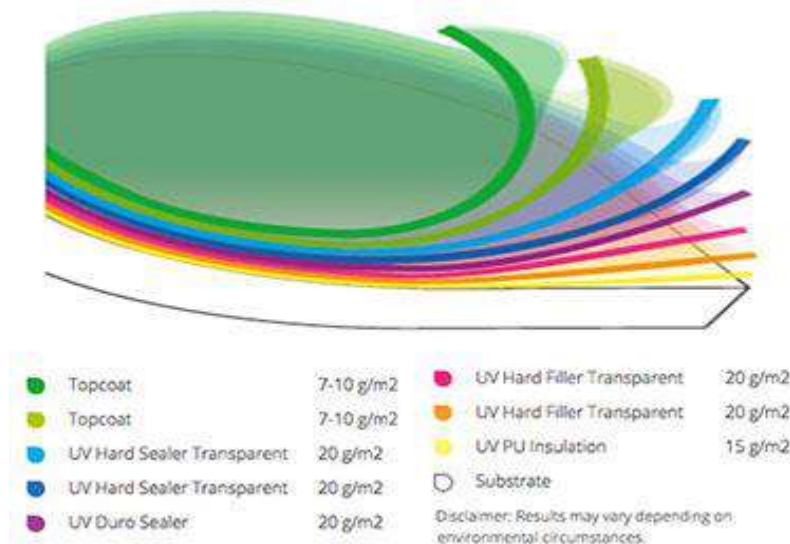 Topcoat 7-10 g/m2
Topcoat 7-10 g/m2
UV Hard Sealer Transparent 20 g/m2
UV Hard Sealer Transparent 20 g/m2
UV Duro Sealer 20 g/m2
UV Hard Filler Transparent 20 g/m2
UV Hard Filler Transparent 20 g/m2
UV PU Insulation 15 g/m2
Substrate
Disclaimer: Results may vary depending on
environmental circumstances.